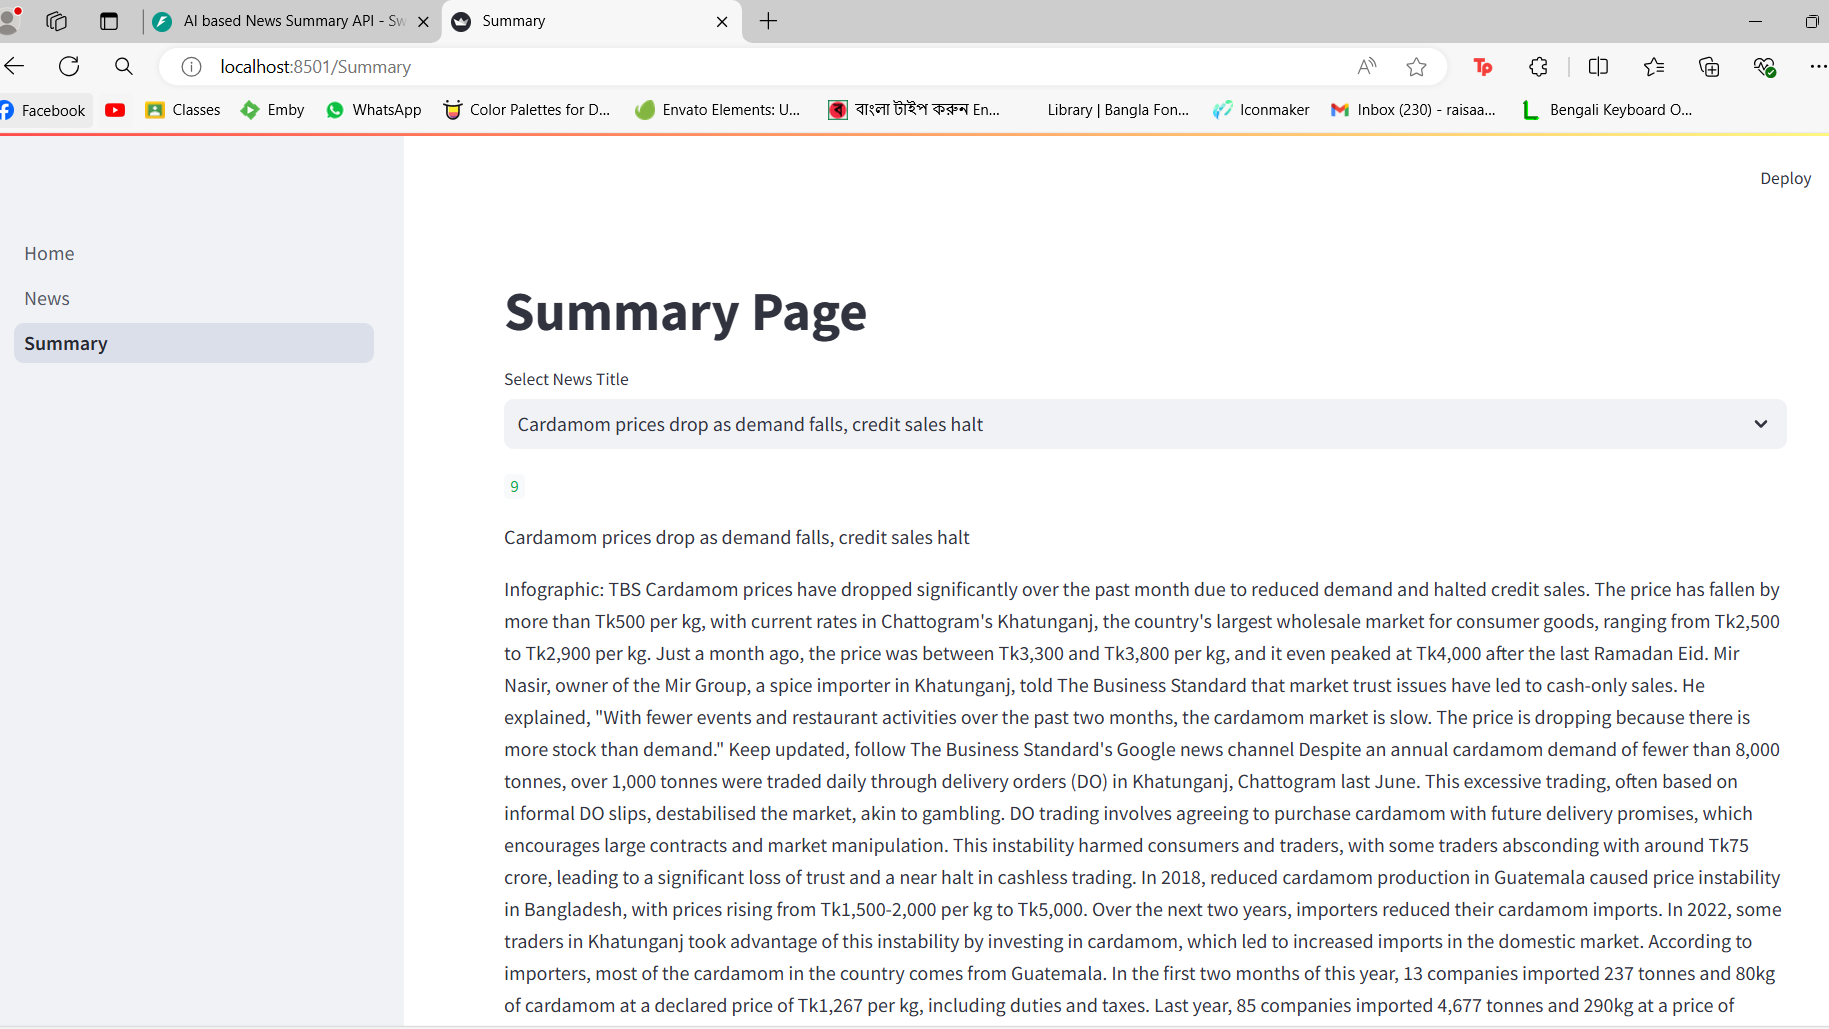 AI based News Summary API - Sw
Summary
localhost:8501/Summary
Facebook
Classes
Emby
WhatsApp
Color Palettes for D...
Envato Elements: U...
বাংলা টাইপ করুন En...
Library | Bangla Fon...
Iconmaker
Inbox (230) - raisaa...
Bengali Keyboard O...
Deploy
Home
News
Summary
Summary Page
Select News Title
Cardamom prices drop as demand falls, credit sales halt
9
Cardamom prices drop as demand falls, credit sales halt
Infographic: TBS Cardamom prices have dropped significantly over the past month due to reduced demand and halted credit sales. The price has fallen by
more than Tk500 per kg, with current rates in Chattogram's Khatunganj, the country's largest wholesale market for consumer goods, ranging from Tk2,500
to Tk2,900 per kg. Just a month ago, the price was between Tk3,300 and Tk3,800 per kg, and it even peaked at Tk4,000 after the last Ramadan Eid. Mir
Nasir, owner of the Mir Group, a spice importer in Khatunganj, told The Business Standard that market trust issues have led to cash-only sales. He
explained, "With fewer events and restaurant activities over the past two months, the cardamom market is slow. The price is dropping because there is
more stock than demand." Keep updated, follow The Business Standard's Google news channel Despite an annual cardamom demand of fewer than 8,000
tonnes, over 1,000 tonnes were traded daily through delivery orders (DO) in Khatunganj, Chattogram last June. This excessive trading, often based on
informal DO slips, destabilised the market, akin to gambling. DO trading involves agreeing to purchase cardamom with future delivery promises, which
encourages large contracts and market manipulation. This instability harmed consumers and traders, with some traders absconding with around Tk75
crore, leading to a significant loss of trust and a near halt in cashless trading. In 2018, reduced cardamom production in Guatemala caused price instability
in Bangladesh, with prices rising from Tk1,500-2,000 per kg to Tk5,000. Over the next two years, importers reduced their cardamom imports. In 2022, some
traders in Khatunganj took advantage of this instability by investing in cardamom, which led to increased imports in the domestic market. According to
importers, most of the cardamom in the country comes from Guatemala. In the first two months of this year, 13 companies imported 237 tonnes and 80kg
of cardamom at a declared price of Tk1,267 per kg, including duties and taxes. Last year, 85 companies imported 4,677 tonnes and 290kg at a price of